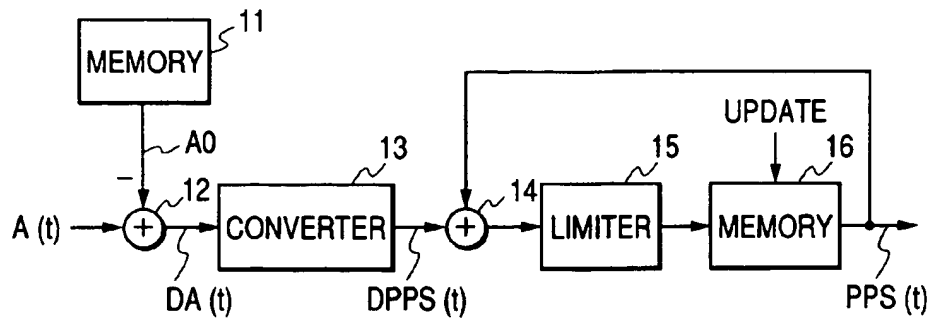 11
MEMORY
A0
UPDATE
−
12
13
14
15
16
A (t)
+
CONVERTER
+
LIMITER
MEMORY
DA (t)
DPPS (t)
PPS (t)